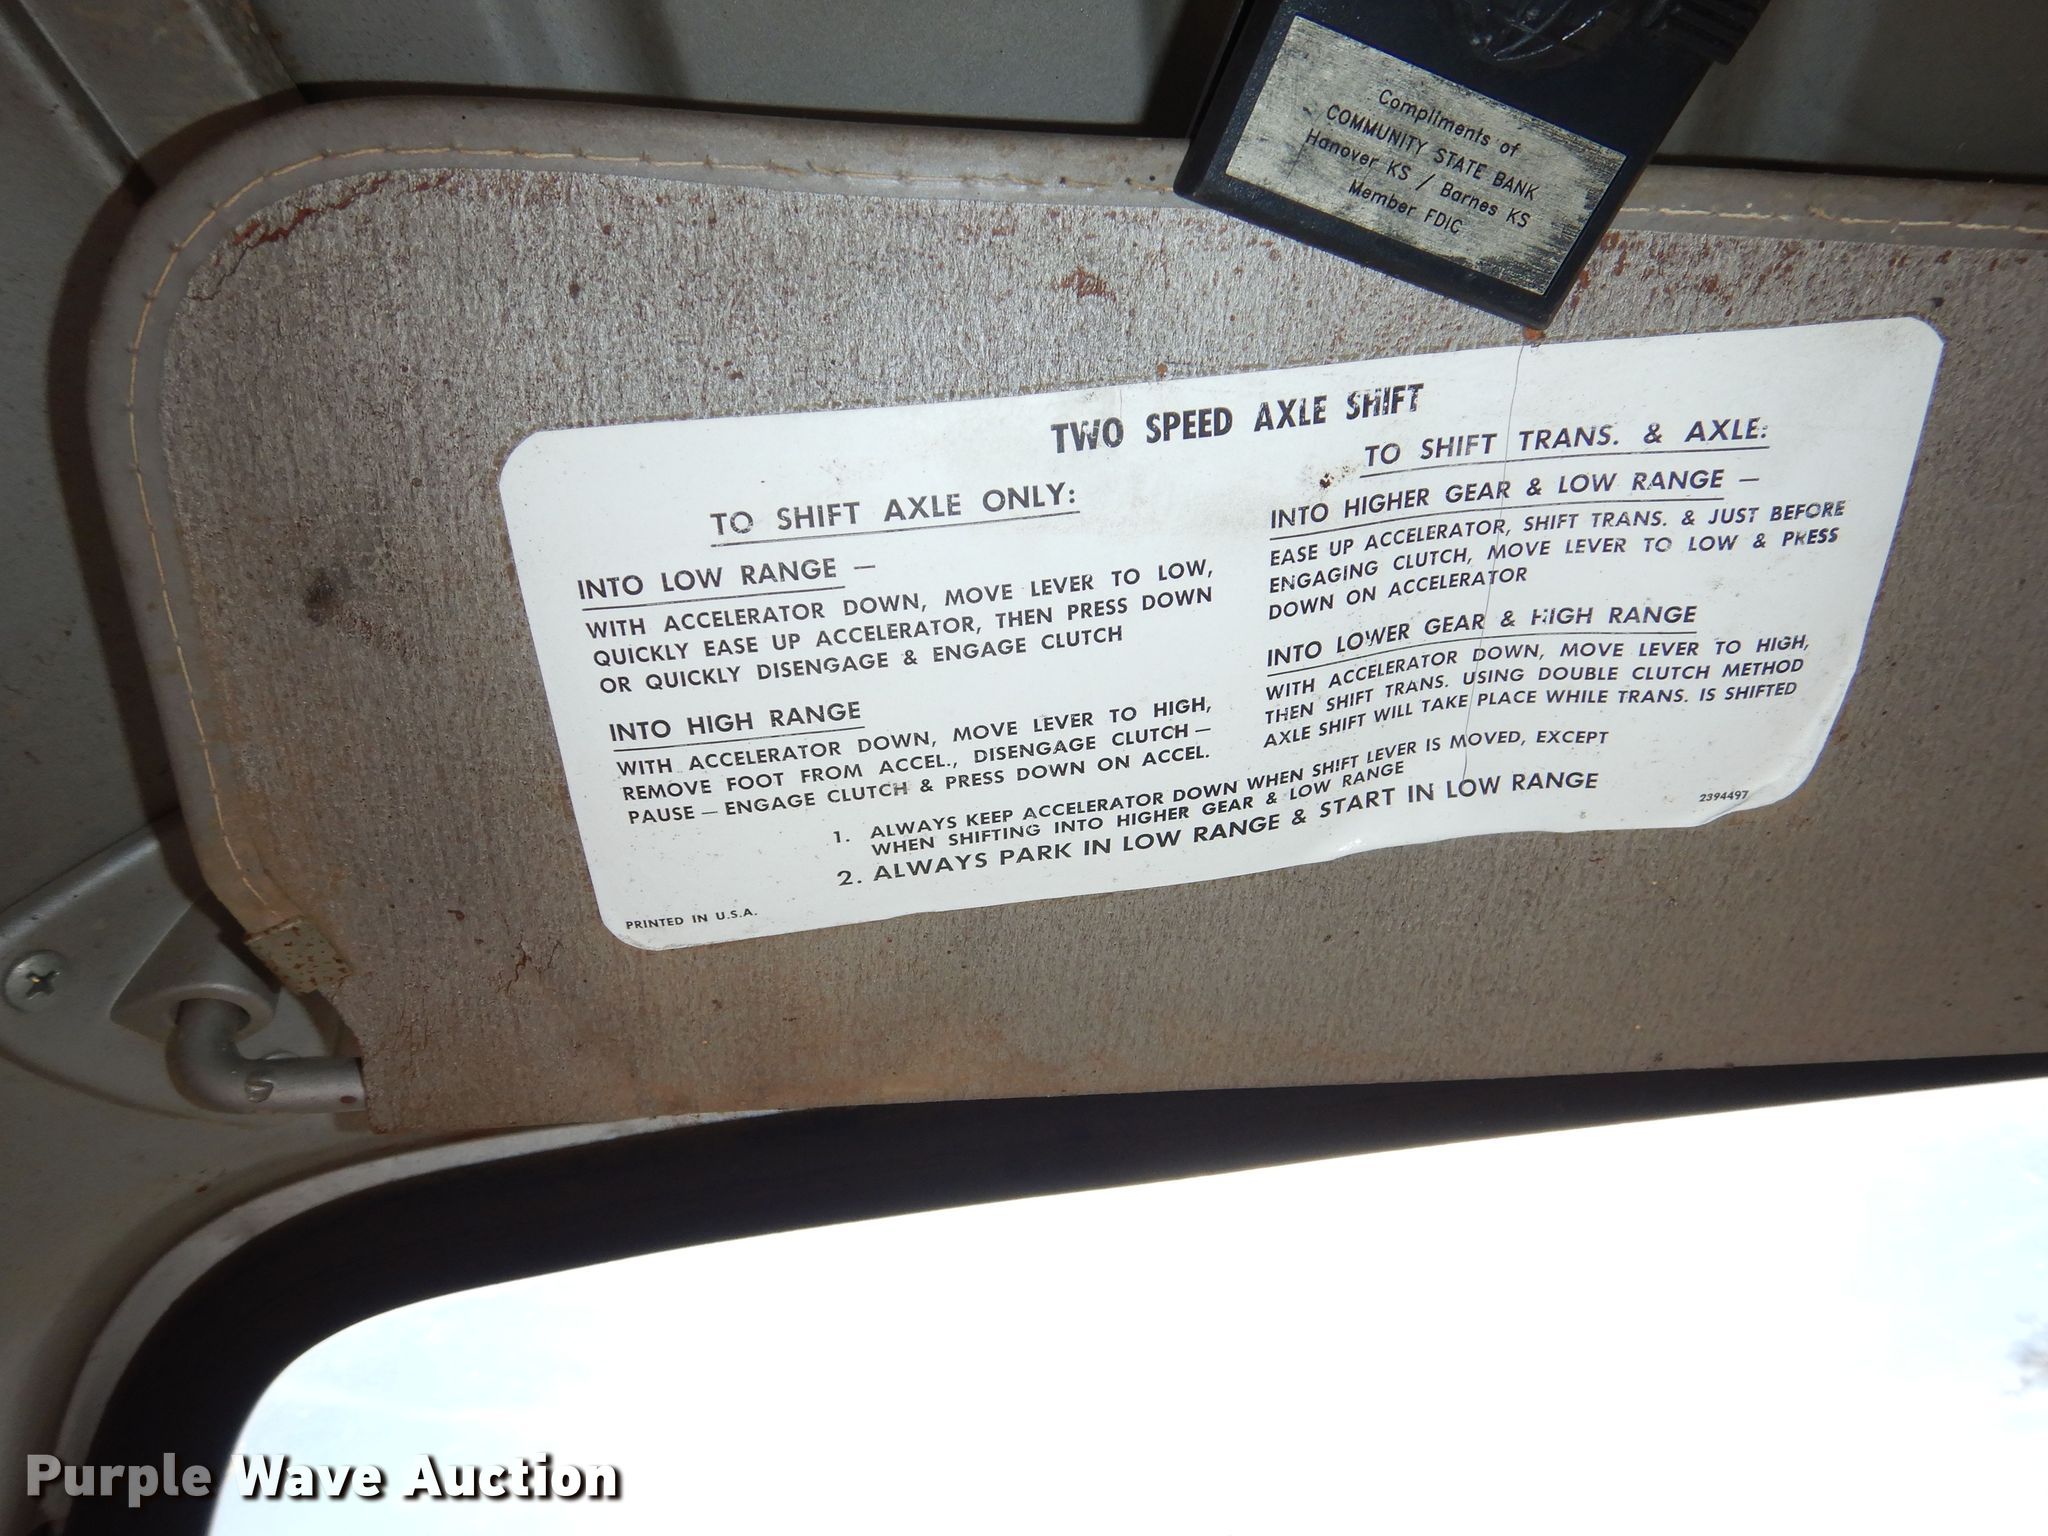 Compliments of
COMMUNITY STATE BANK
Hanover KS / Barnes KS
Member FDIC
TWO SPEED AXLE SHIFT
TO SHIFT AXLE ONLY:
INTO LOW RANGE —
WITH ACCELERATOR DOWN, MOVE LEVER TO LOW,
QUICKLY EASE UP ACCELERATOR, THEN PRESS DOWN
OR QUICKLY DISENGAGE & ENGAGE CLUTCH
INTO HIGH RANGE
WITH ACCELERATOR DOWN, MOVE LEVER TO HIGH,
REMOVE FOOT FROM ACCEL., DISENGAGE CLUTCH —
PAUSE — ENGAGE CLUTCH & PRESS DOWN ON ACCEL.
TO SHIFT TRANS. & AXLE:
INTO HIGHER GEAR & LOW RANGE —
EASE UP ACCELERATOR, SHIFT TRANS. & JUST BEFORE
ENGAGING CLUTCH, MOVE LEVER TO LOW & PRESS
DOWN ON ACCELERATOR
INTO LOWER GEAR & HIGH RANGE
WITH ACCELERATOR DOWN, MOVE LEVER TO HIGH,
THEN SHIFT TRANS. USING DOUBLE CLUTCH METHOD
AXLE SHIFT WILL TAKE PLACE WHILE TRANS. IS SHIFTED
1. ALWAYS KEEP ACCELERATOR DOWN WHEN SHIFT LEVER IS MOVED, EXCEPT
WHEN SHIFTING INTO HIGHER GEAR & LOW RANGE
2. ALWAYS PARK IN LOW RANGE & START IN LOW RANGE
2394497
PRINTED IN U.S.A.
Purple Wave Auction